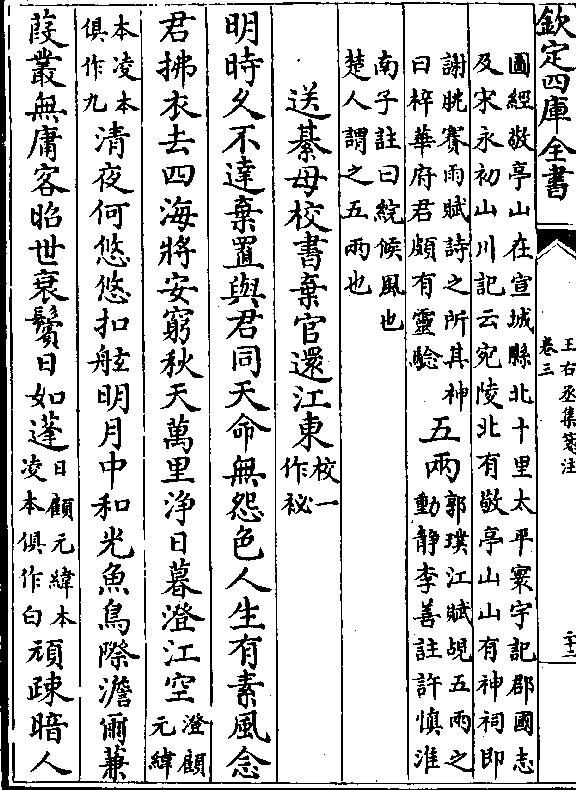 欽定四庫全書
王右丞集箋注
卷三
二十二
圖經敬亭山在宣城縣北十里太平寰宇記郡國志
及宋永初山川記云宛陵北有敬亭山山有神祠即
謝眺賽雨賦詩之所其神
曰梓華府君頗有靈驗
五兩
郭璞江賦覘五兩之
動靜李善註許慎淮
南子註曰綄候風也
楚人謂之五兩也
送綦母校書棄官還江東
校一
作祕
明時久不達棄置與君同天命無怨色人生有素風念
君拂衣去四海將安窮秋天萬里浄日暮澄江空
澄顧
元緯
本凌本
俱作九
清夜何悠悠扣舷明月中和光魚鳥際澹爾兼
葭叢無庸客昭世衰鬢日如蓬
日顧元緯本
凌本俱作白
頑疎暗人